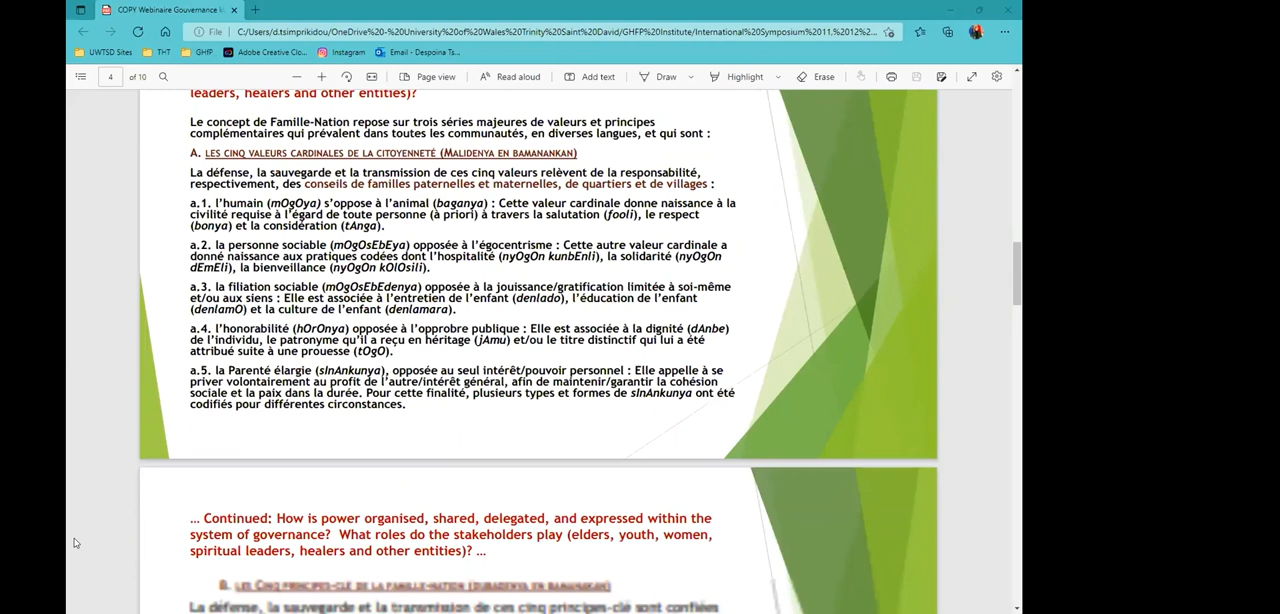 COPY Webinaire Gouvernance k
File
C:/Users/d.tsimprikidou/OneDrive%20-%20University%20of%20Wales%20Trinity%20Saint%20David/GHFP%20Institute/International%20Symposium%2011,%2012%2...
UWTSD Sites THT GHfP Adobe Creative Clo... Instagram Email - Despoina Ts...
4 of 10 Page view Read aloud Add text Draw Highlight Erase
leaders, healers and other entities)?
Le concept de Famille-Nation repose sur trois séries majeures de valeurs et principes
complémentaires qui prévalent dans toutes les communautés, en diverses langues, et qui sont :
A. LES CINQ VALEURS CARDINALES DE LA CITOYENNETÉ (MALIDENYA EN BAMANANKAN)
La défense, la sauvegarde et la transmission de ces cinq valeurs relèvent de la responsabilité,
respectivement, des conseils de familles paternelles et maternelles, de quartiers et de villages :
a.1. l'humain (mOgOya) s'oppose à l'animal (baganya) : Cette valeur cardinale donne naissance à la
civilité requise à l'égard de toute personne (à priori) à travers la salutation (fooli), le respect
(bonya) et la considération (tAnga).
a.2. la personne sociable (mOgOsEbEya) opposée à l'égocentrisme : Cette autre valeur cardinale a
donné naissance aux pratiques codées dont l'hospitalité (nyOgOn kunbEnli), la solidarité (nyOgOn
dEmEli), la bienveillance (nyOgOn kOlOsili).
a.3. la filiation sociable (mOgOsEbEdenya) opposée à la jouissance/gratification limitée à soi-même
et/ou aux siens : Elle est associée à l'entretien de l'enfant (denlado), l'éducation de l'enfant
(denlamO) et la culture de l'enfant (denlamara).
a.4. l'honorabilité (hOrOnya) opposée à l'opprobre publique : Elle est associée à la dignité (dAnbe)
de l'individu, le patronyme qu'il a reçu en héritage (jAmu) et/ou le titre distinctif qui lui a été
attribué suite à une prouesse (tOgO).
a.5. la Parenté élargie (sInAnkunya), opposée au seul intérêt/pouvoir personnel : Elle appelle à se
priver volontairement au profit de l'autre/intérêt général, afin de maintenir/garantir la cohésion
sociale et la paix dans la durée. Pour cette finalité, plusieurs types et formes de sInAnkunya ont été
codifiés pour différentes circonstances.
... Continued: How is power organised, shared, delegated, and expressed within the
system of governance? What roles do the stakeholders play (elders, youth, women,
spiritual leaders, healers and other entities)? ...
B. LES CINQ PRINCIPES-CLÉ DE LA FAMILLE-NATION (DUBADENYA EN BAMANANKAN)
La défense, la sauvegarde et la transmission de ces cinq principes-clé sont confiées